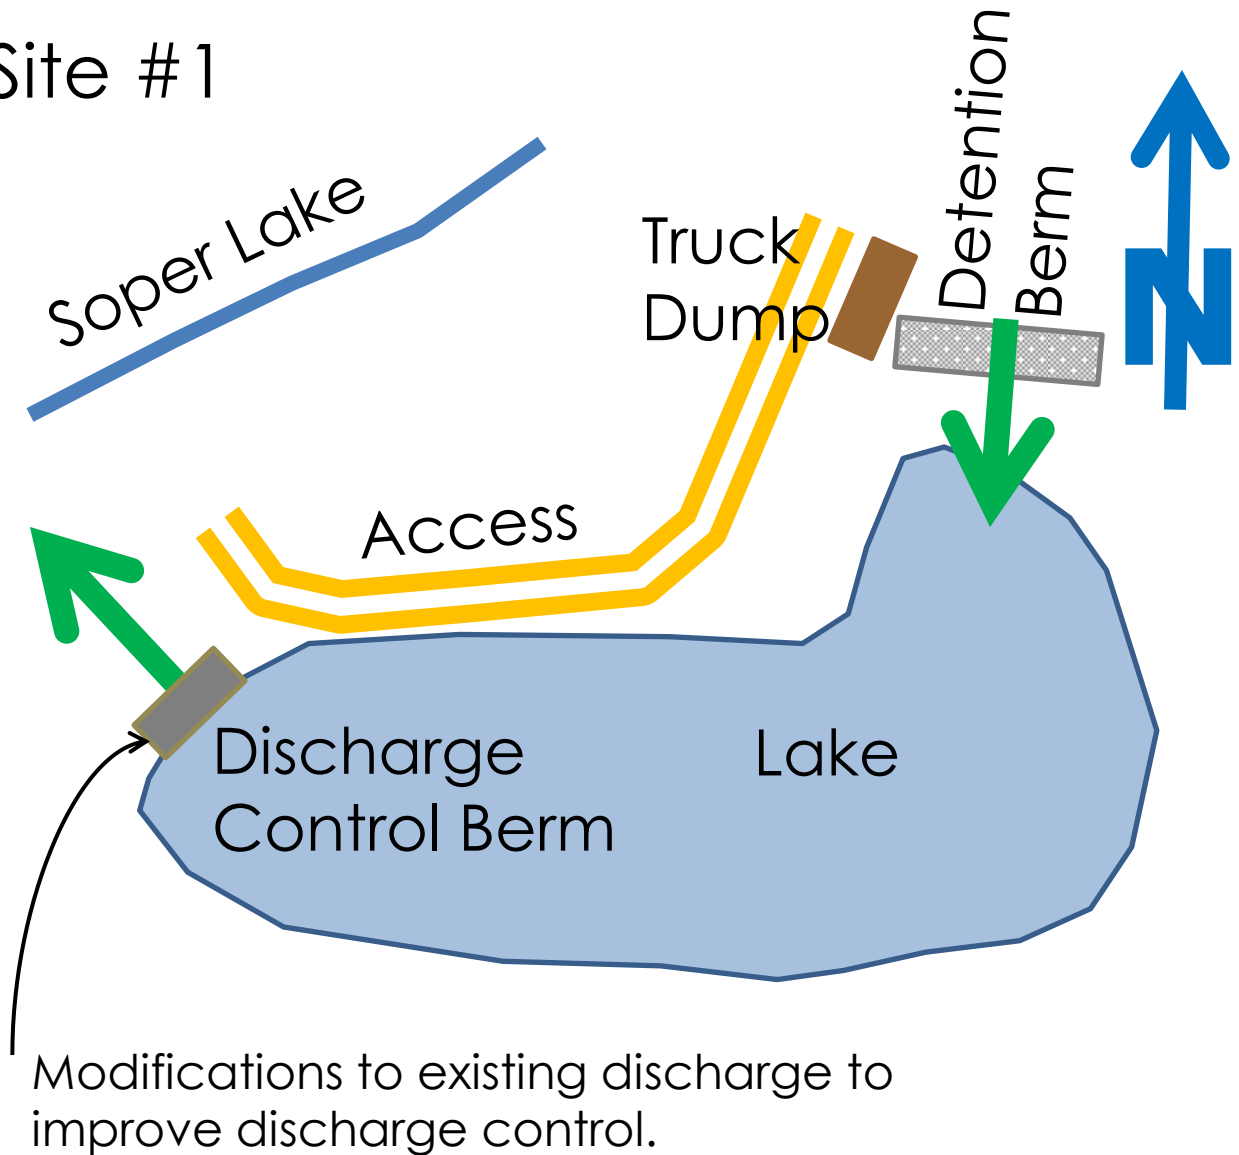 Site #1
Soper Lake
Truck
Dump
Detention
Berm
N
Access
Discharge
Control Berm
Lake
Modifications to existing discharge to
improve discharge control.